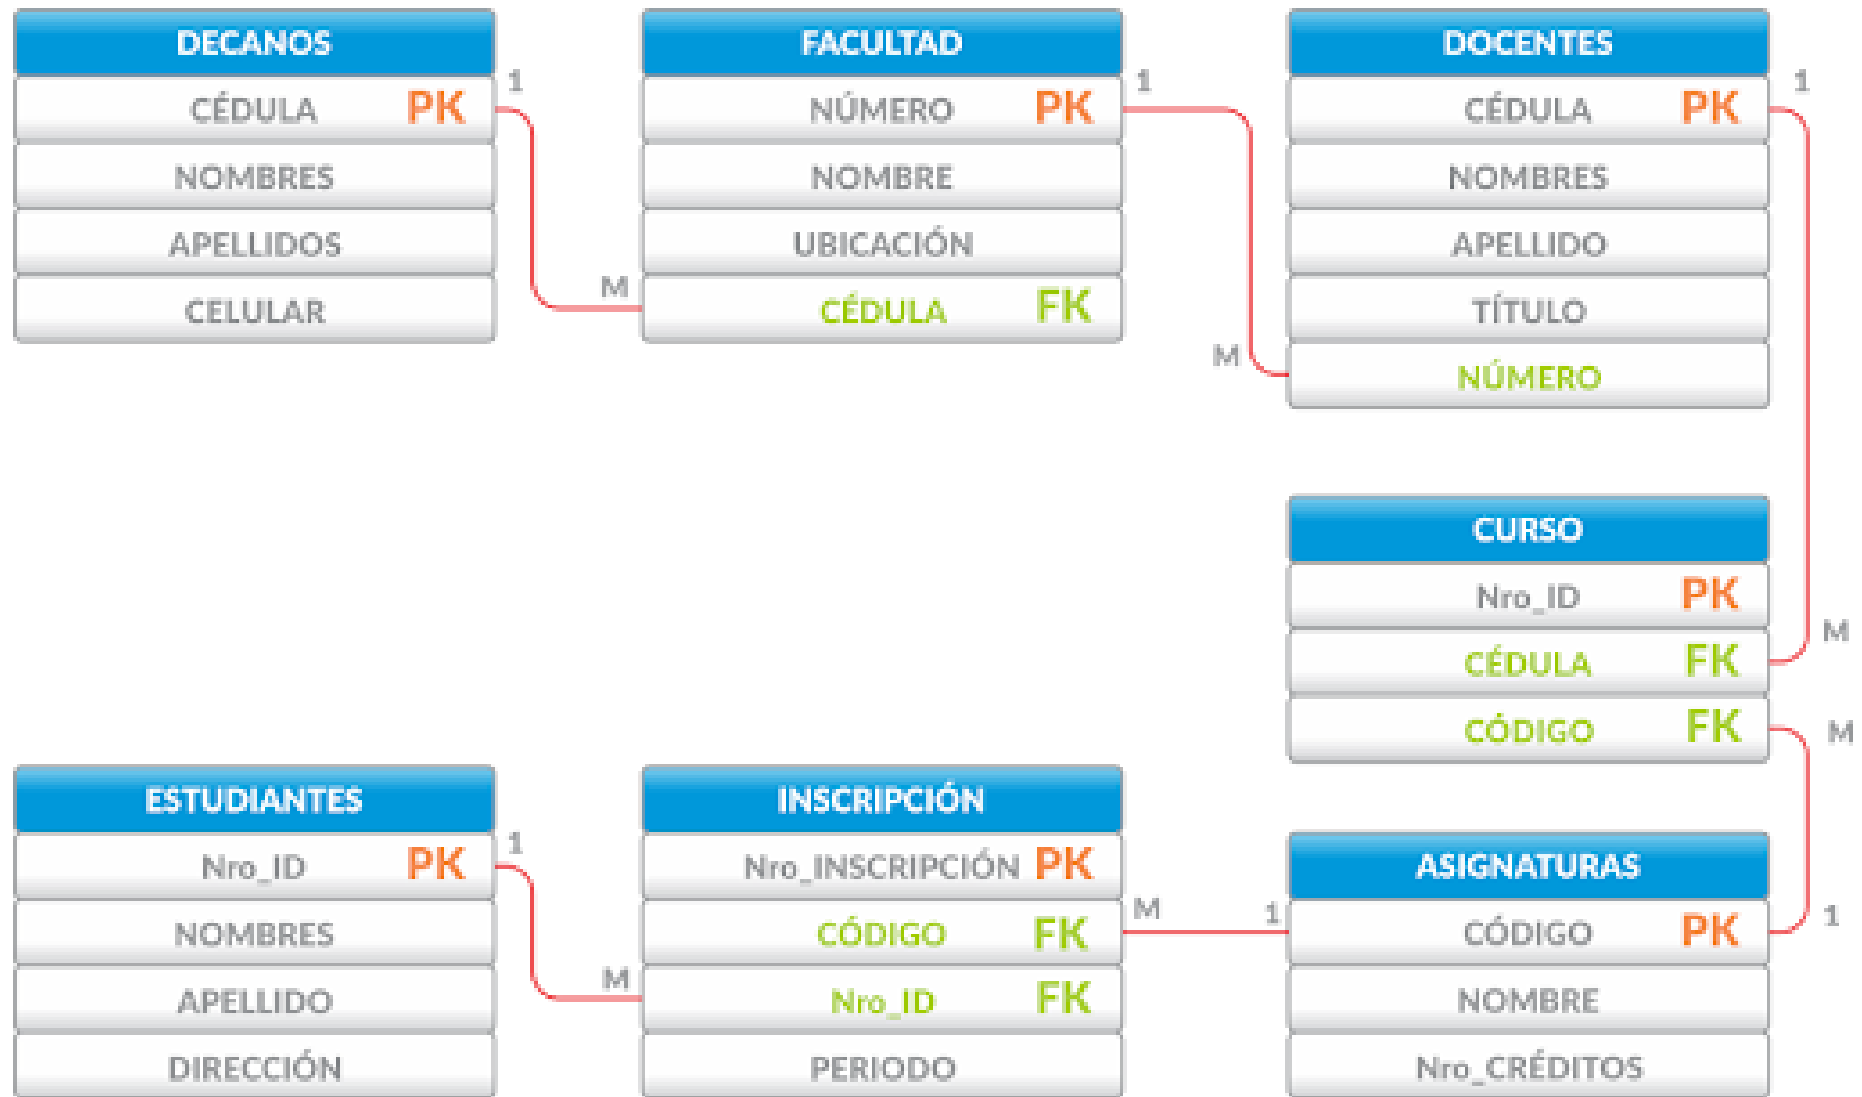 DECANOS
1
CÉDULA PK
NOMBRES
APELLIDOS
CELULAR
FACULTAD
1
NÚMERO PK
NOMBRE
UBICACIÓN
M
CÉDULA FK
DOCENTES
1
CÉDULA PK
NOMBRES
APELLIDO
TÍTULO
M
NÚMERO
CURSO
Nro_ID PK
M
CÉDULA FK
CÓDIGO FK
M
ESTUDIANTES
1
Nro_ID PK
NOMBRES
APELLIDO
DIRECCIÓN
INSCRIPCIÓN
Nro_INSCRIPCIÓN PK
M
CÓDIGO FK
M
Nro_ID FK
PERIODO
ASIGNATURAS
1
CÓDIGO PK
1
NOMBRE
Nro_CRÉDITOS